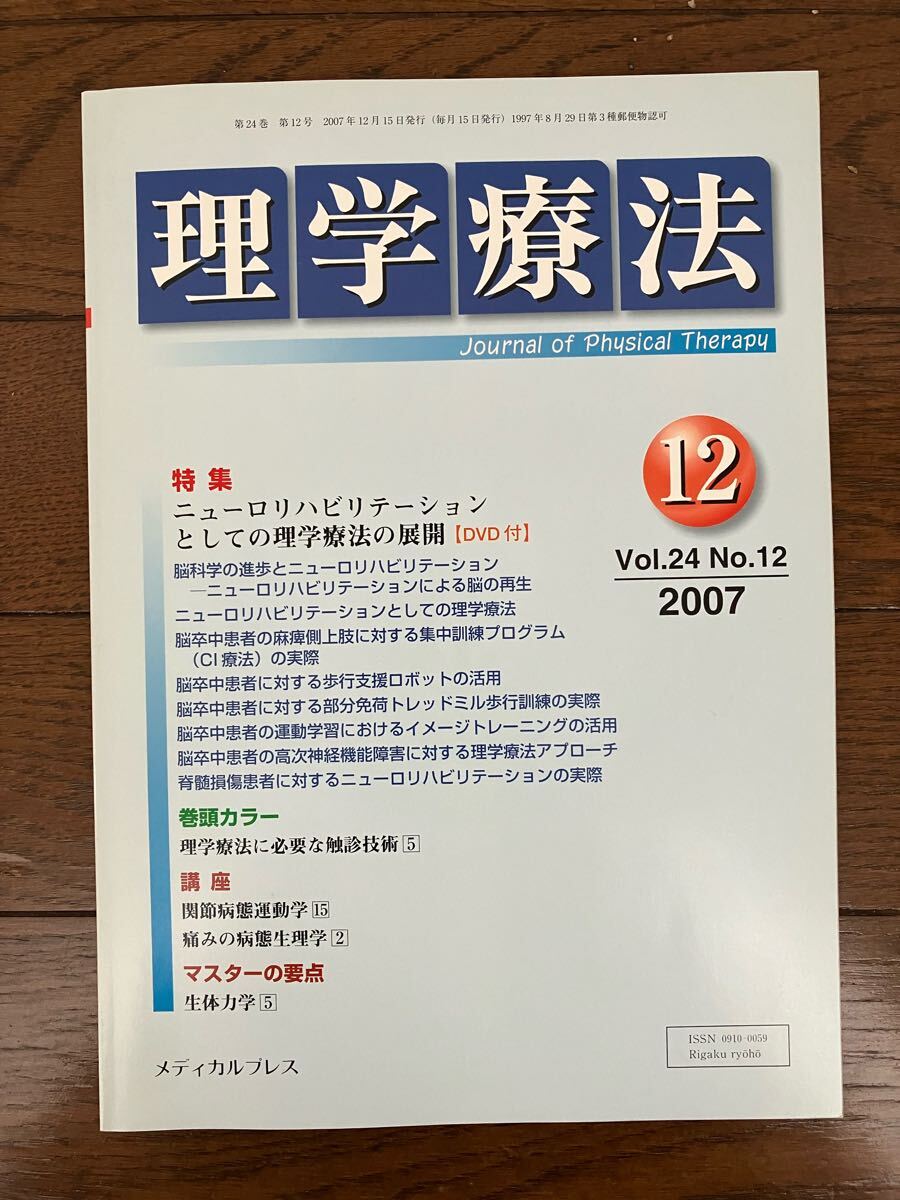 第24巻 第12号 2007年12月15日発行（毎月15日発行）1997年8月29日第3種郵便物認可
理学療法
Journal of Physical Therapy
12
Vol.24 No.12
2007
特集
ニューロリハビリテーション
としての理学療法の展開【DVD付】
脳科学の進歩とニューロリハビリテーション
―ニューロリハビリテーションによる脳の再生
ニューロリハビリテーションとしての理学療法
脳卒中患者の麻痺側上肢に対する集中訓練プログラム
（CI療法）の実際
脳卒中患者に対する歩行支援ロボットの活用
脳卒中患者に対する部分免荷トレッドミル歩行訓練の実際
脳卒中患者の運動学習におけるイメージトレーニングの活用
脳卒中患者の高次神経機能障害に対する理学療法アプローチ
脊髄損傷患者に対するニューロリハビリテーションの実際
巻頭カラー
理学療法に必要な触診技術 5
講座
関節病態運動学 15
痛みの病態生理学 2
マスターの要点
生体力学 5
メディカルプレス
ISSN 0910-0059
Rigaku ryōhō